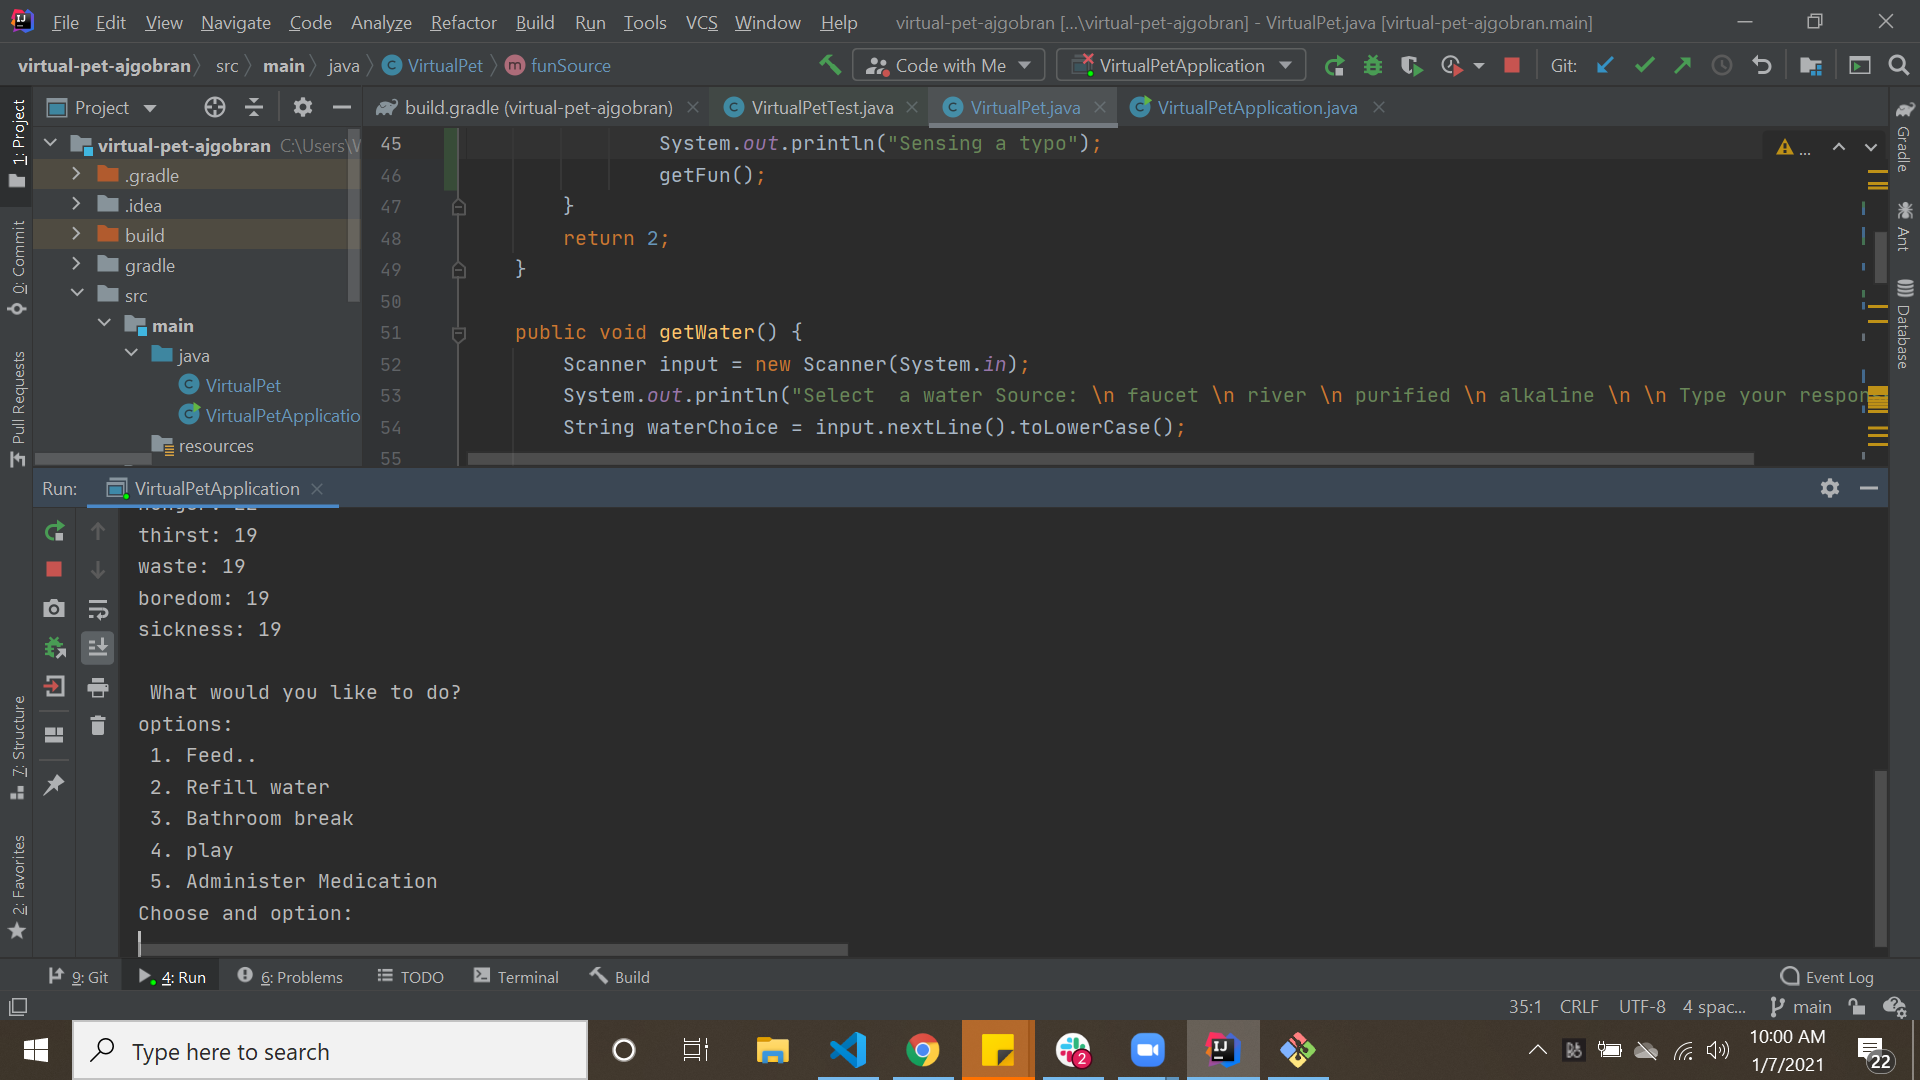 File Edit View Navigate Code Analyze Refactor Build Run Tools VCS Window Help virtual-pet-ajgobran [...\virtual-pet-ajgobran] - VirtualPet.java [virtual-pet-ajgobran.main]
virtual-pet-ajgobran src main java VirtualPet funSource Code with Me VirtualPetApplication Git:
Project build.gradle (virtual-pet-ajgobran) VirtualPetTest.java VirtualPet.java VirtualPetApplication.java
virtual-pet-ajgobran C:\Users\
.gradle
.idea
build
gradle
src
main
java
VirtualPet
VirtualPetApplicatio
resources
45 System.out.println("Sensing a typo");
46 getFun();
47 }
48 return 2;
49 }
50
51 public void getWater() {
52 Scanner input = new Scanner(System.in);
53 System.out.println("Select  a water Source: \n faucet \n river \n purified \n alkaline \n \n Type your respon
54 String waterChoice = input.nextLine().toLowerCase();
55
1: Project
0: Commit
Pull Requests
7: Structure
2: Favorites
Gradle
Ant
Database
Run: VirtualPetApplication
thirst: 19
waste: 19
boredom: 19
sickness: 19
What would you like to do?
options:
1. Feed..
2. Refill water
3. Bathroom break
4. play
5. Administer Medication
Choose and option:
9: Git 4: Run 6: Problems TODO Terminal Build Event Log
35:1 CRLF UTF-8 4 spac... main
Type here to search
2
10:00 AM
1/7/2021
22